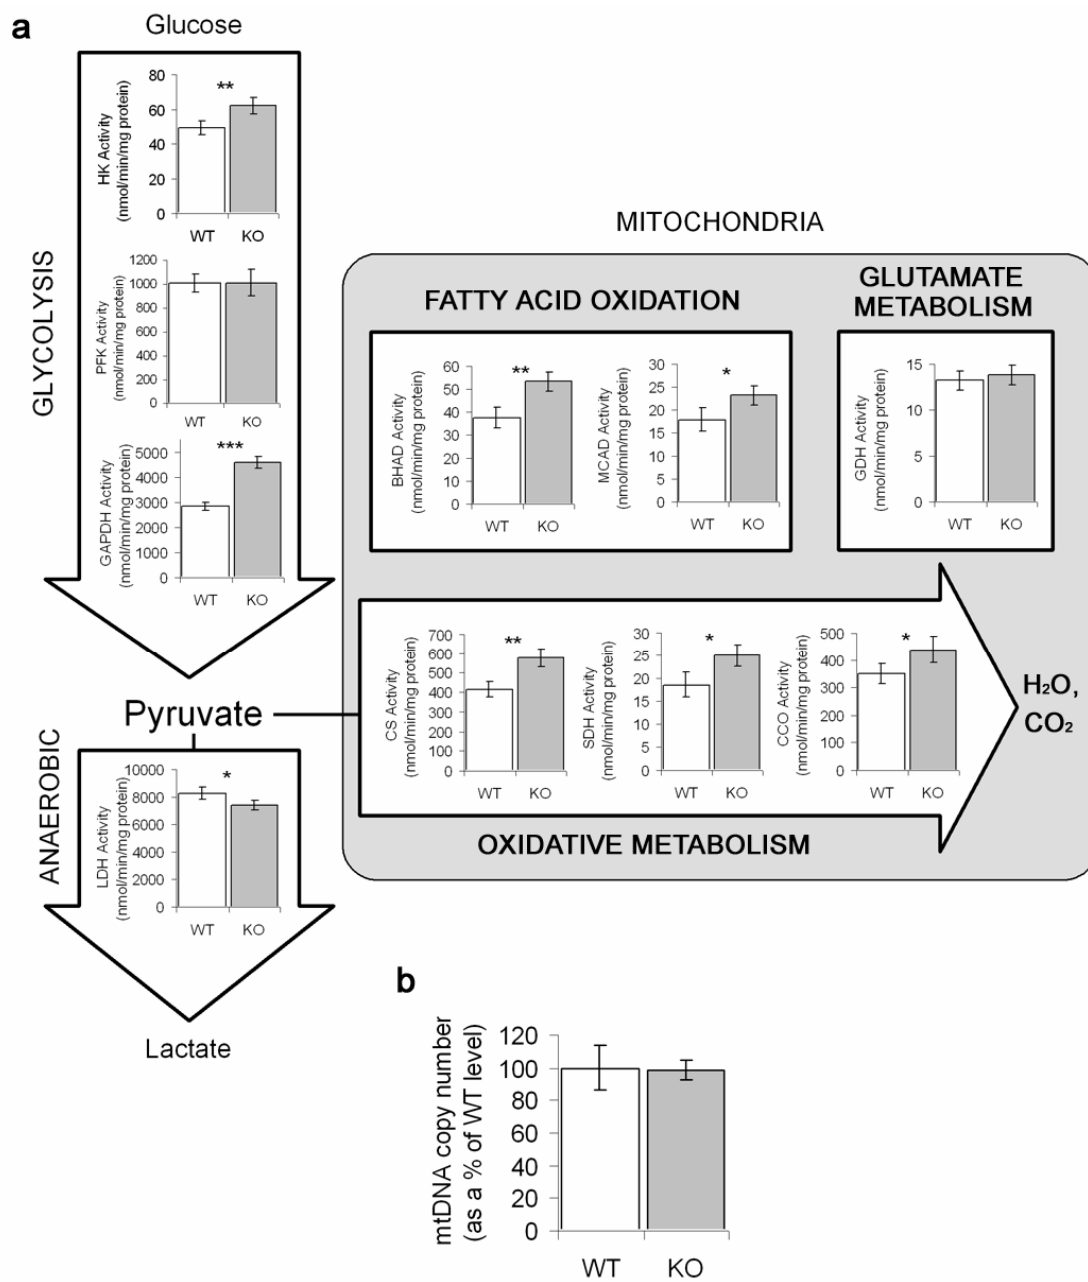 a
Glucose
GLYCOLYSIS
HK Activity
(nmol/min/mg protein)
80
60
40
20
0
**
WT KO
PFK Activity
(nmol/min/mg protein)
1200
1000
800
600
400
200
0
WT KO
GAPDH Activity
(nmol/min/mg protein)
5000
4000
3000
2000
1000
0
***
WT KO
Pyruvate
ANAEROBIC
LDH Activity
(nmol/min/mg protein)
10000
8000
6000
4000
2000
0
*
WT KO
Lactate
MITOCHONDRIA
FATTY ACID OXIDATION
BHAD Activity
(nmol/min/mg protein)
60
50
40
30
20
10
0
**
WT KO
MCAD Activity
(nmol/min/mg protein)
30
25
20
15
10
5
0
*
WT KO
GLUTAMATE
METABOLISM
GDH Activity
(nmol/min/mg protein)
15
10
5
0
WT KO
CS Activity
(nmol/min/mg protein)
700
600
500
400
300
200
100
0
**
WT KO
SDH Activity
(nmol/min/mg protein)
30
25
20
15
10
5
0
*
WT KO
CCO Activity
(nmol/min/mg protein)
500
400
300
200
100
0
*
WT KO
H₂O,
CO₂
OXIDATIVE METABOLISM
b
mtDNA copy number
(as a % of WT level)
120
100
80
60
40
20
0
WT KO